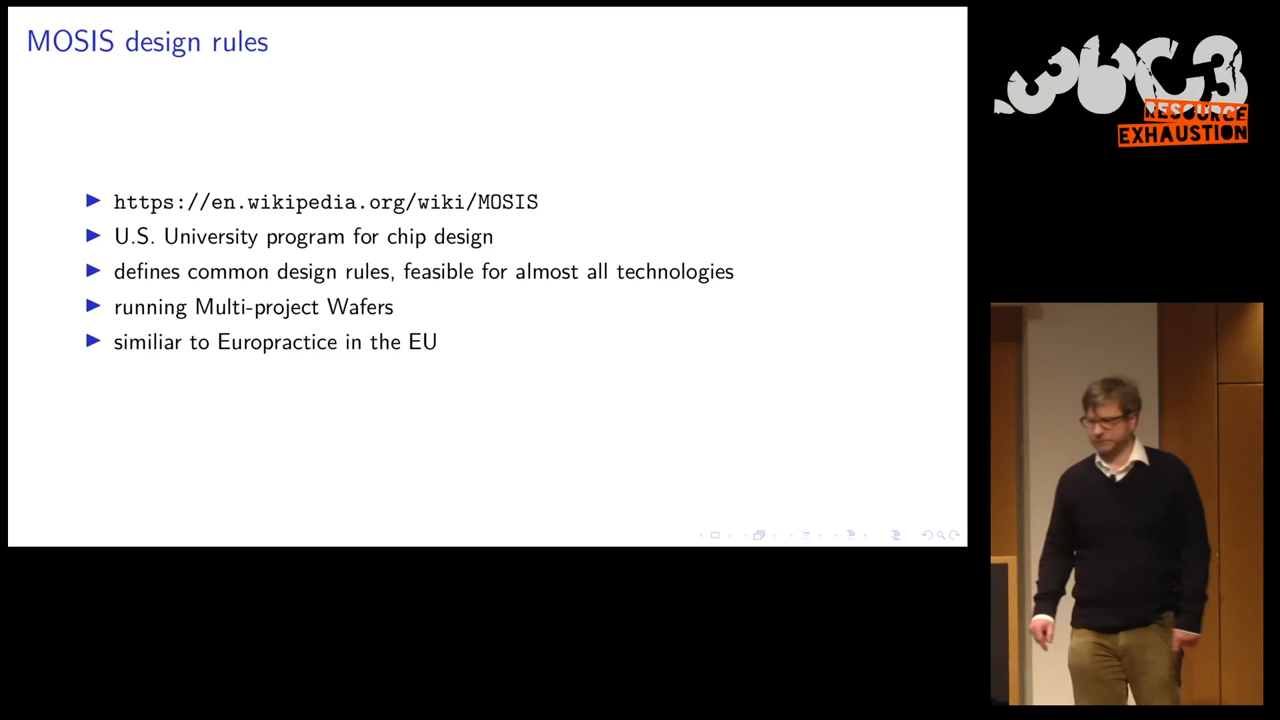 MOSIS design rules
https://en.wikipedia.org/wiki/MOSIS
U.S. University program for chip design
defines common design rules, feasible for almost all technologies
running Multi-project Wafers
similiar to Europractice in the EU
36C3
RESOURCE
EXHAUSTION